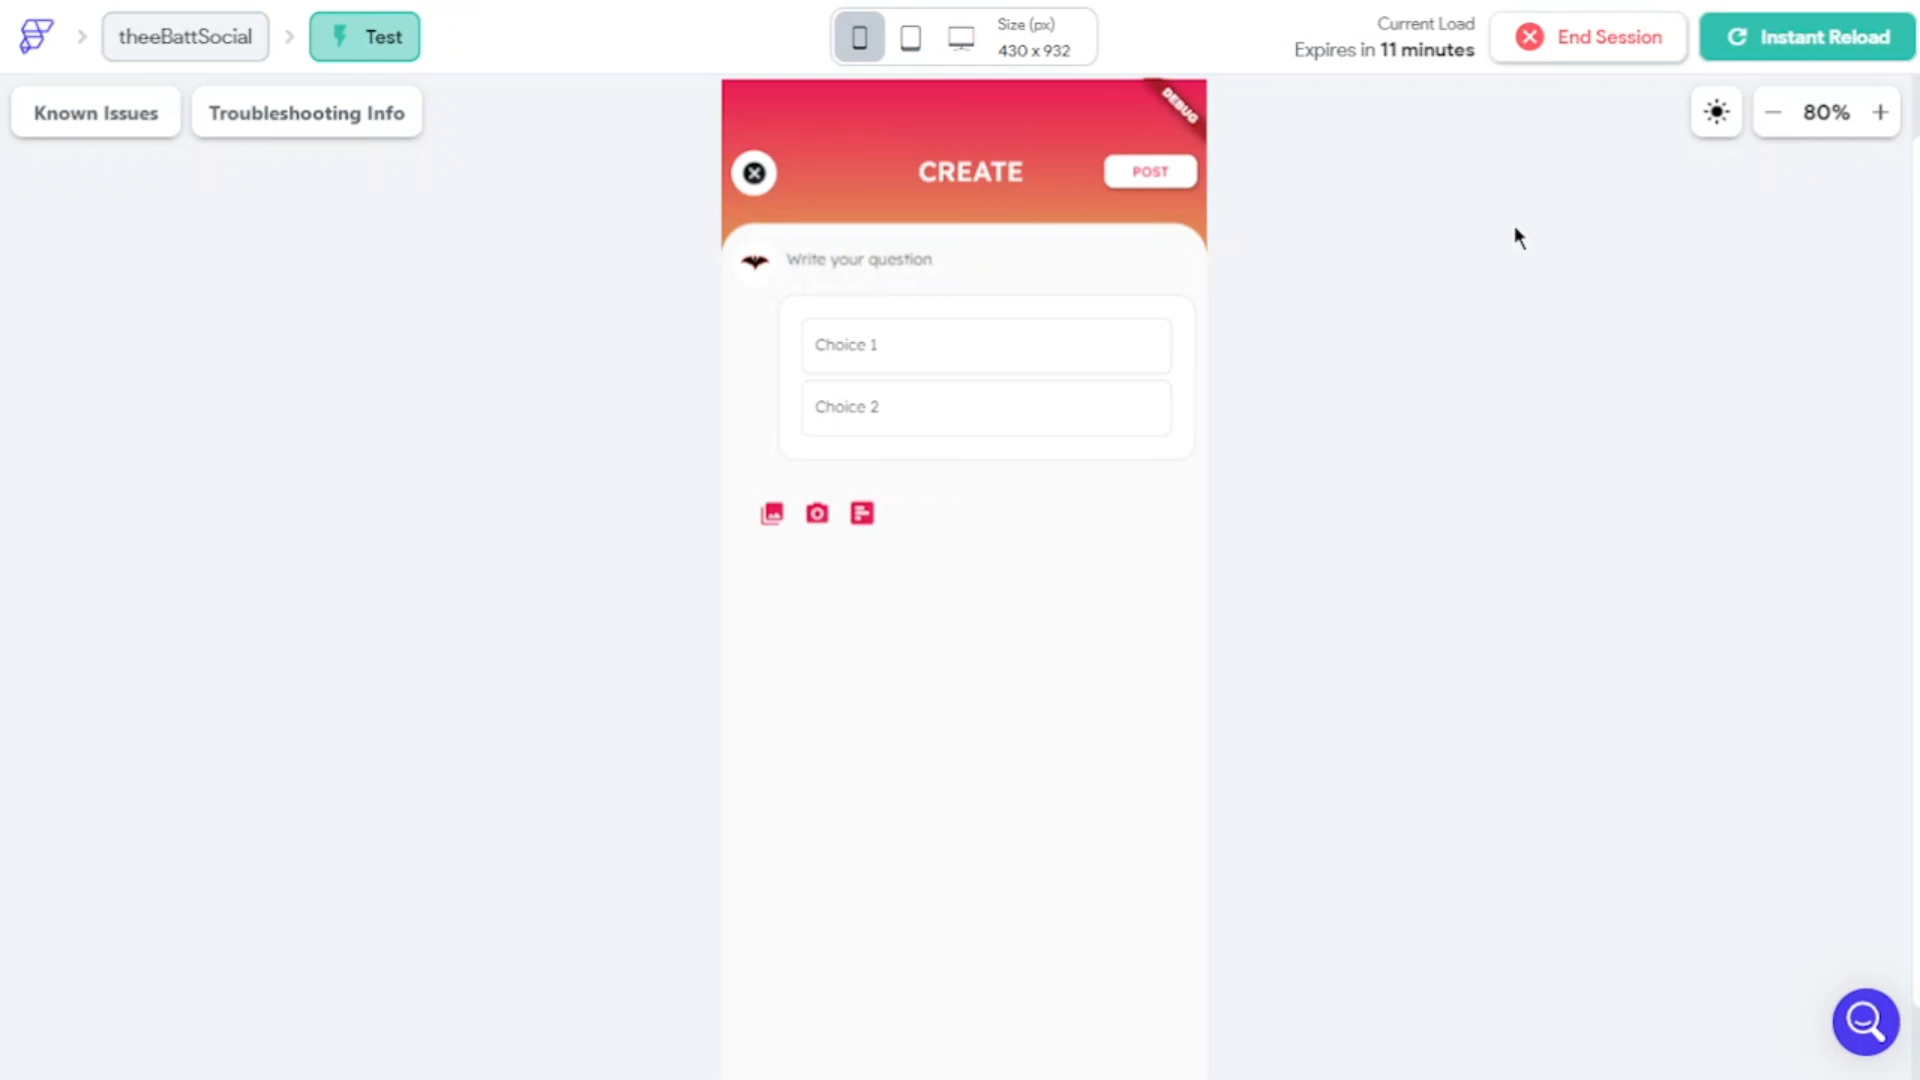 theeBattSocial
Test
Size (px)
430 x 932
Current Load
Expires in 11 minutes
End Session
Instant Reload
Known Issues
Troubleshooting Info
80%
DEBUG
CREATE
POST
Write your question
Choice 1
Choice 2